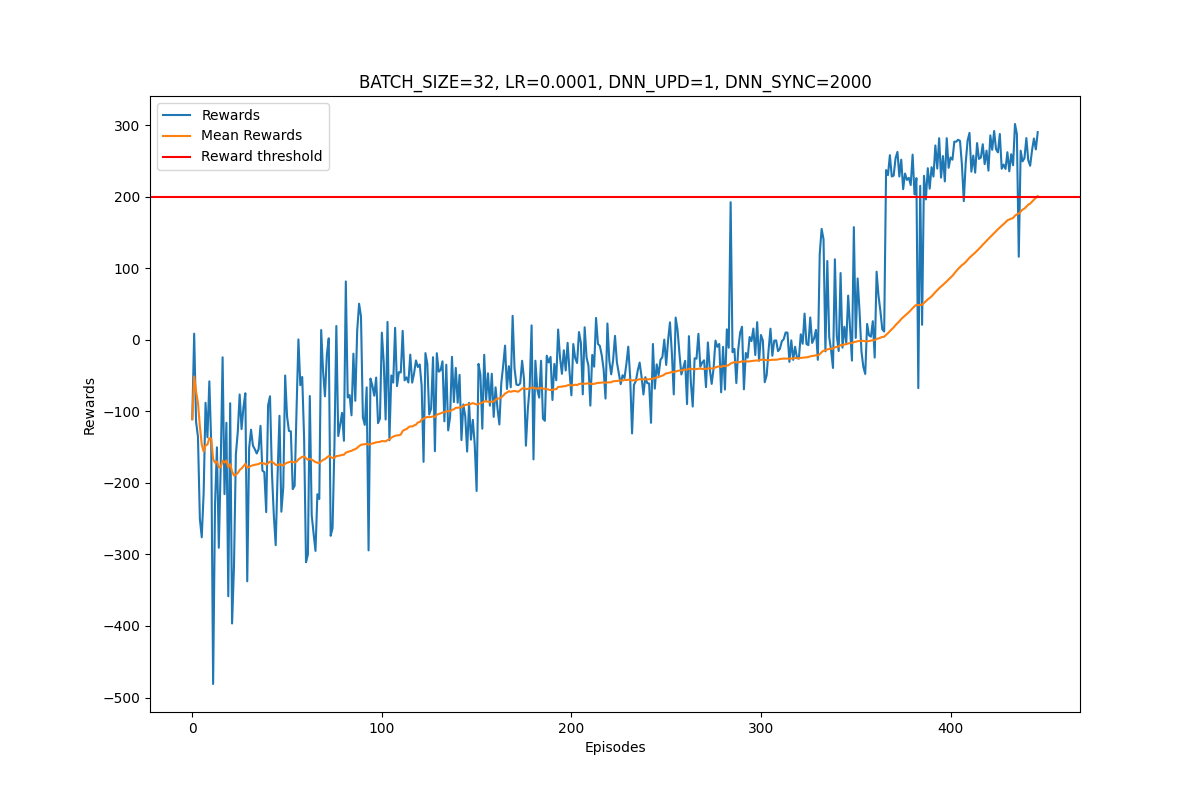 BATCH_SIZE=32, LR=0.0001, DNN_UPD=1, DNN_SYNC=2000
Rewards
Mean Rewards
Reward threshold
300
200
100
0
−100
−200
−300
−400
−500
Rewards
0 100 200 300 400
Episodes